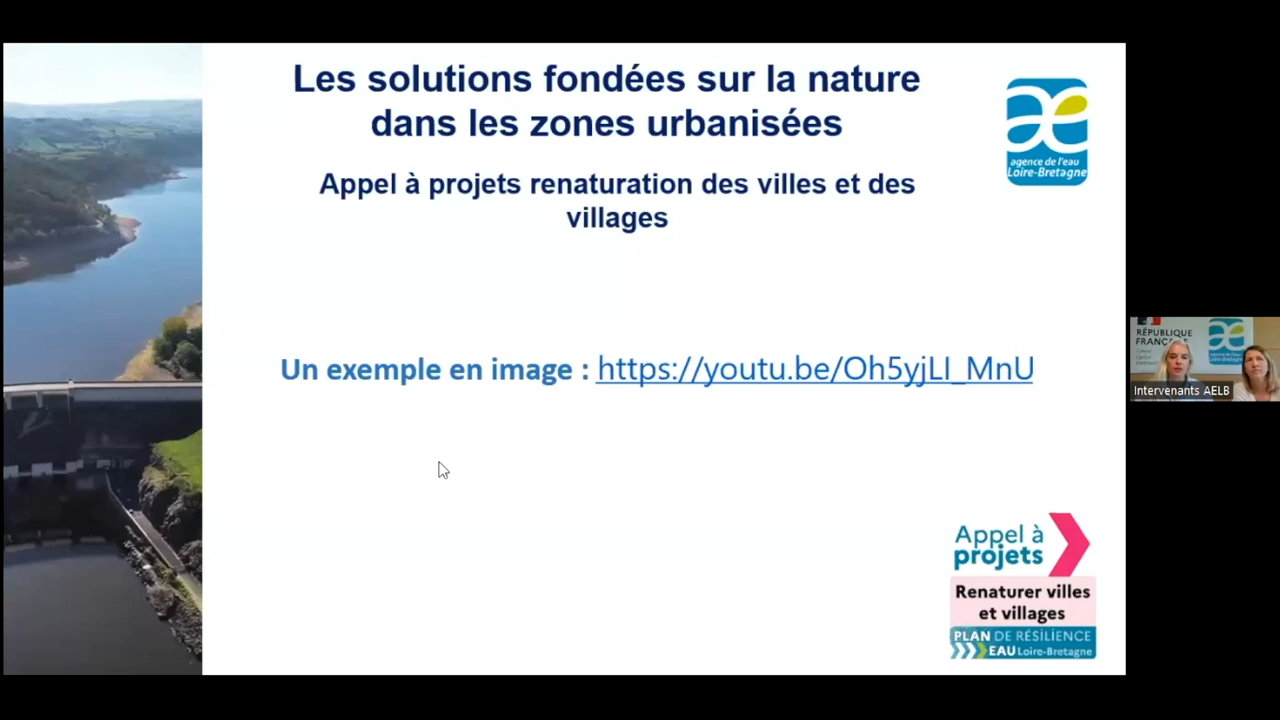 Les solutions fondées sur la nature
dans les zones urbanisées
Appel à projets renaturation des villes et des
villages
agence de l'eau
Loire-Bretagne
Un exemple en image : https://youtu.be/Oh5yjLI_MnU
RÉPUBLIQUE
Intervenants AELB
Appel à
projets
Renaturer villes
et villages
PLAN DE RÉSILIENCE
EAU Loire-Bretagne